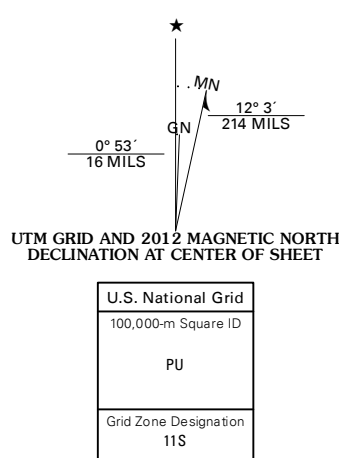 ★
MN
12° 3´
214 MILS
GN
0° 53´
16 MILS
UTM GRID AND 2012 MAGNETIC NORTH
DECLINATION AT CENTER OF SHEET
U.S. National Grid
100,000-m Square ID
PU
Grid Zone Designation
11S